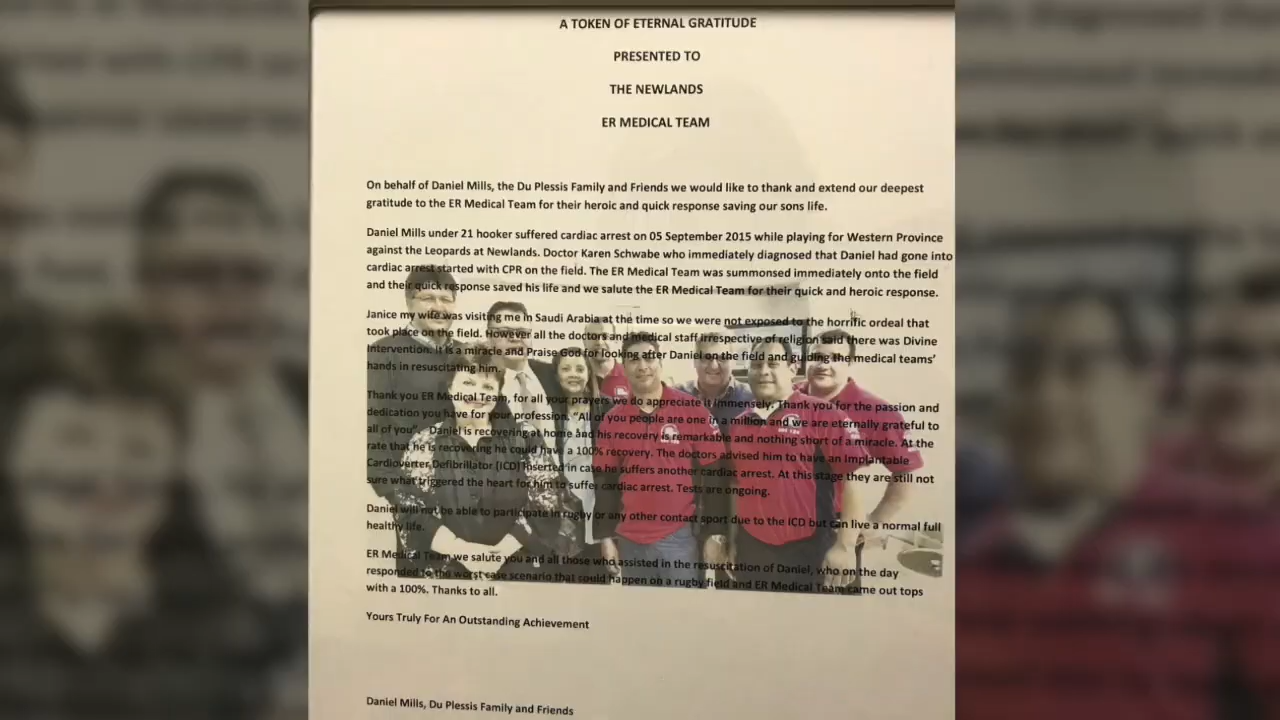 A TOKEN OF ETERNAL GRATITUDE
PRESENTED TO
THE NEWLANDS
ER MEDICAL TEAM
On behalf of Daniel Mills, the Du Plessis Family and Friends we would like to thank and extend our deepest
gratitude to the ER Medical Team for their heroic and quick response saving our sons life.
Daniel Mills under 21 hooker suffered cardiac arrest on 05 September 2015 while playing for Western Province
against the Leopards at Newlands. Doctor Karen Schwabe who immediately diagnosed that Daniel had gone into
cardiac arrest started with CPR on the field. The ER Medical Team was summonsed immediately onto the field
and their quick response saved his life and we salute the ER Medical Team for their quick and heroic response.
Janice my wife was visiting me in Saudi Arabia at the time so we were not exposed to the horrific ordeal that
took place on the field. However all the doctors and medical staff irrespective of religion said there was Divine
Intervention. It is a miracle and Praise God for looking after Daniel on the field and guiding the medical teams'
hands in resuscitating him.
Thank you ER Medical Team, for all your prayers we do appreciate it immensely. Thank you for the passion and
dedication you have for your profession. "All of you people are one in a million and we are eternally grateful to
all of you". Daniel is recovering at home and his recovery is remarkable and nothing short of a miracle. At the
rate that he is recovering he could have a 100% recovery. The doctors advised him to have an Implantable
Cardioverter Defibrillator [ICD] inserted in case he suffers another cardiac arrest. At this stage they are still not
sure what triggered the heart for him to suffer cardiac arrest. Tests are ongoing.
Daniel will not be able to participate in rugby or any other contact sport due to the ICD but can live a normal full
healthy life.
ER Medical Team we salute you and all those who assisted in the resuscitation of Daniel, who on the day
responded to the worst case scenario that could happen on a rugby field and ER Medical Team came out tops
with a 100%. Thanks to all.
Yours Truly For An Outstanding Achievement
Daniel Mills, Du Plessis Family and Friends